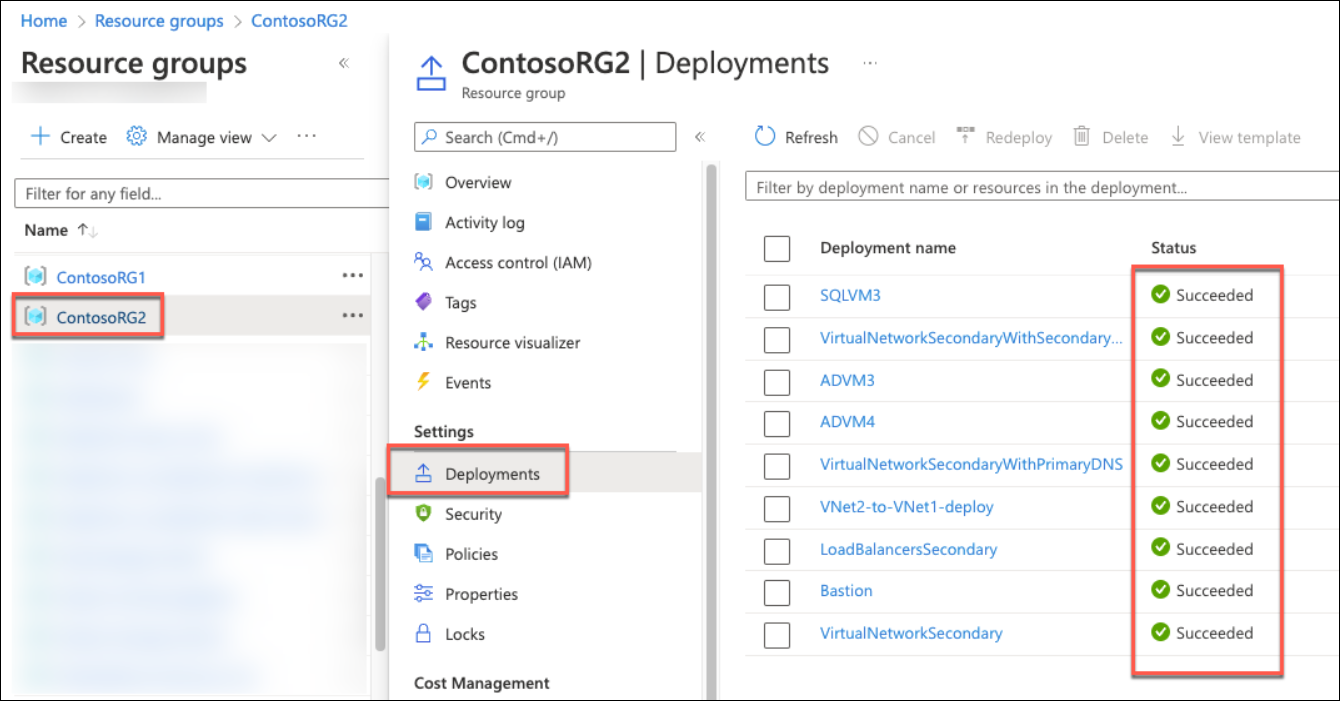 Home > Resource groups > ContosoRG2
Resource groups «
+ Create Manage view ···
Filter for any field...
Name ↑↓
ContosoRG1 ···
ContosoRG2 ···
ContosoRG2 | Deployments ···
Resource group
Search (Cmd+/) «
Overview
Activity log
Access control (IAM)
Tags
Resource visualizer
Events
Settings
Deployments
Security
Policies
Properties
Locks
Cost Management
Refresh Cancel Redeploy Delete View template
Filter by deployment name or resources in the deployment...
Deployment name Status
SQLVM3 Succeeded
VirtualNetworkSecondaryWithSecondary... Succeeded
ADVM3 Succeeded
ADVM4 Succeeded
VirtualNetworkSecondaryWithPrimaryDNS Succeeded
VNet2-to-VNet1-deploy Succeeded
LoadBalancersSecondary Succeeded
Bastion Succeeded
VirtualNetworkSecondary Succeeded